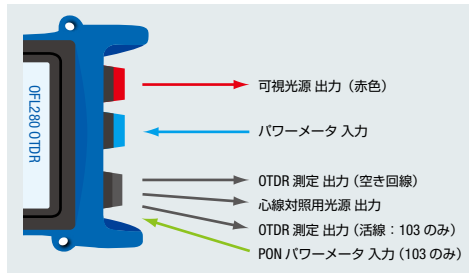 OFL280 OTDR
可視光源 出力（赤色）
パワーメータ 入力
OTDR 測定 出力（空き回線）
心線対照用光源 出力
OTDR 測定 出力（活線：103 のみ）
PON パワーメータ 入力（103 のみ）